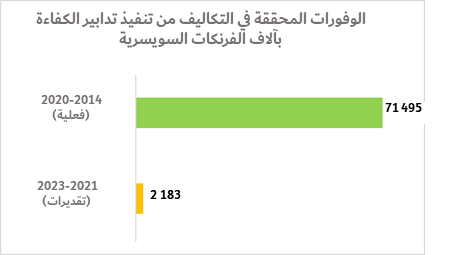 الوفورات المحققة في التكاليف من تنفيذ تدابير الكفاءة
بآلاف الفرنكات السويسرية
2020-2014
(فعلية)
71 495
2023-2021
(تقديرات)
2 183